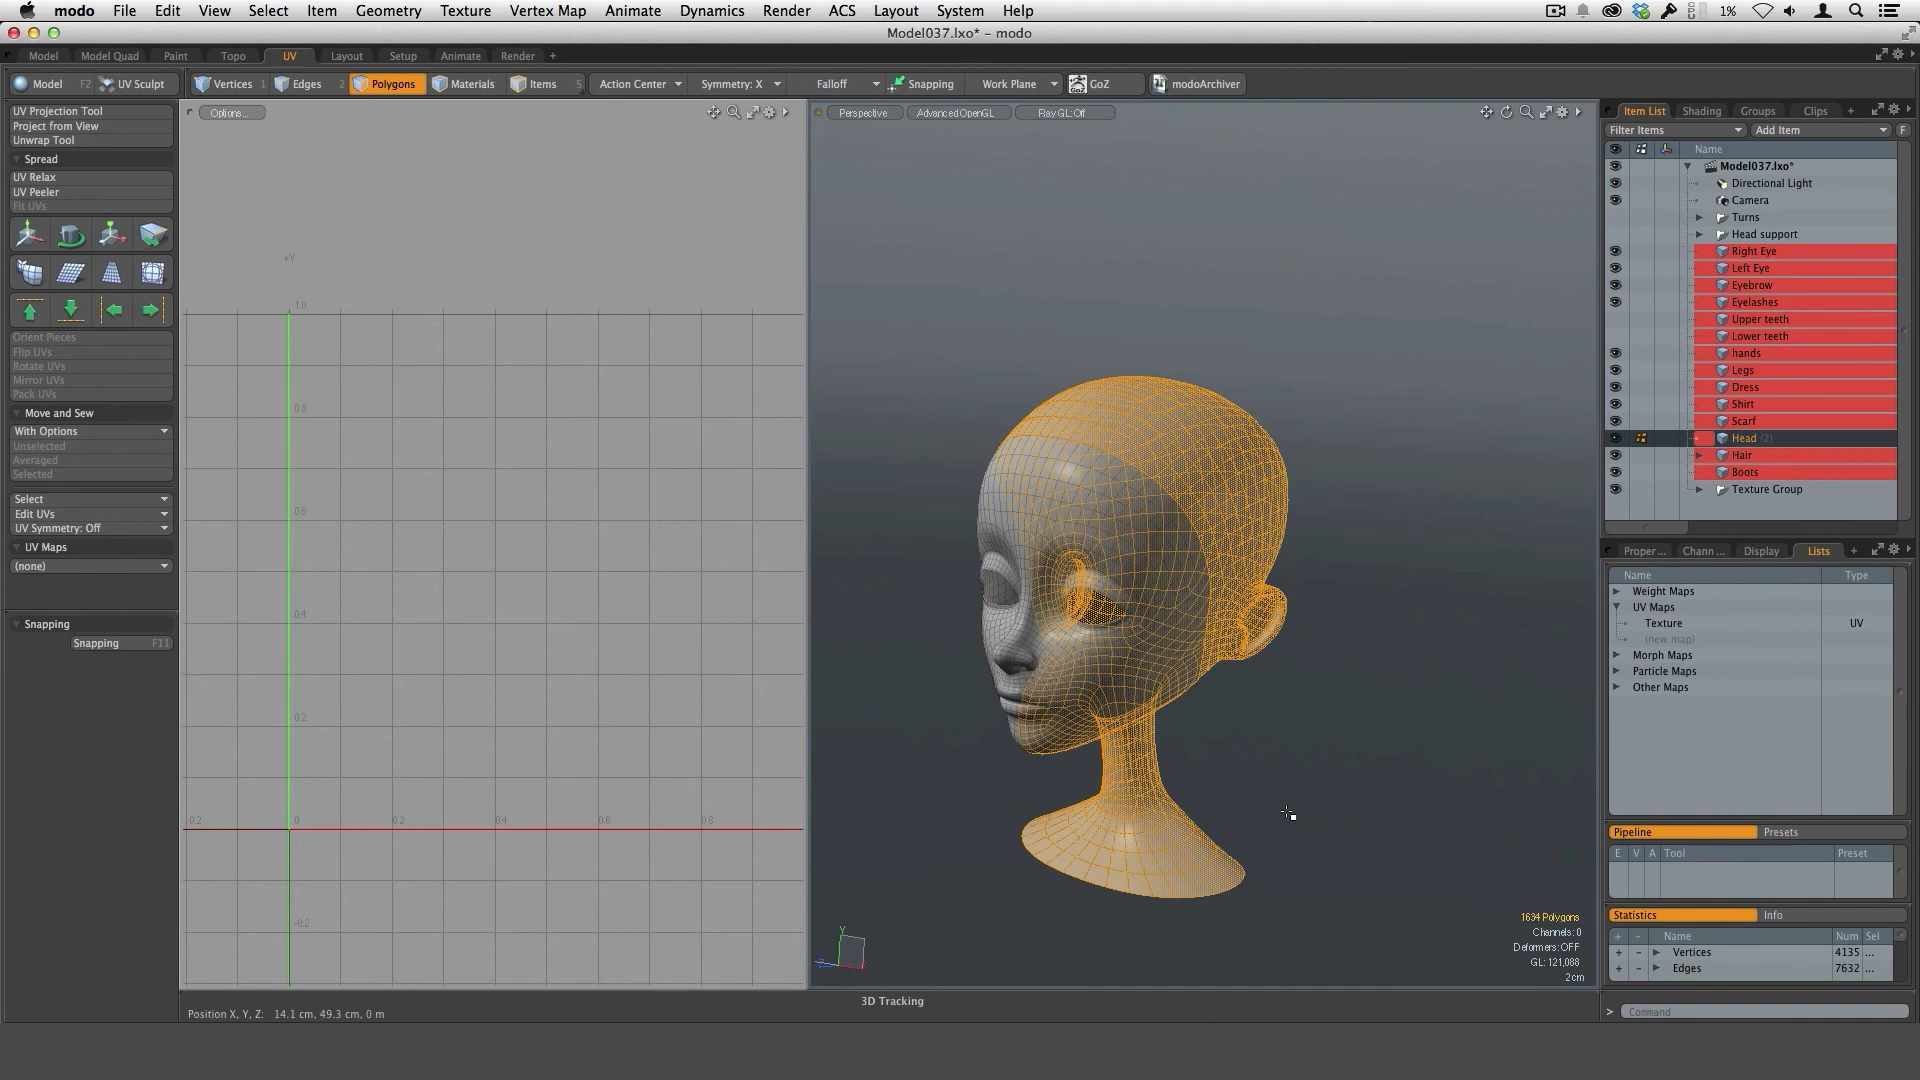 modo File Edit View Select Item Geometry Texture Vertex Map Animate Dynamics Render ACS Layout System Help 1%
Model037.lxo* - modo
Model Model Quad Paint Topo UV Layout Setup Animate Render +
Model F2 UV Sculpt Vertices 1 Edges 2 Polygons Materials Items 5 Action Center Symmetry: X Falloff Snapping Work Plane GoZ modoArchiver
UV Projection Tool
Project from View
Unwrap Tool
Spread
UV Relax
UV Peeler
Fit UVs
Orient Pieces
Flip UVs
Rotate UVs
Mirror UVs
Pack UVs
Move and Sew
With Options
Unselected
Averaged
Selected
Select
Edit UVs
UV Symmetry: Off
UV Maps
(none)
Snapping
Snapping F11
Options...
+Y
1.0
0.8
0.6
0.4
0.2
-0.2 0 0.2 0.4 0.6 0.8
-0.2
Position X, Y, Z: 14.1 cm, 49.3 cm, 0 m
Perspective Advanced OpenGL Ray GL: Off
1634 Polygons
Channels: 0
Deformers: OFF
GL: 121,088
2 cm
Y
3D Tracking
Item List Shading Groups Clips +
Filter Items Add Item F
Name
Model037.lxo*
Directional Light
Camera
Turns
Head support
Right Eye
Left Eye
Eyebrow
Eyelashes
Upper teeth
Lower teeth
hands
Legs
Dress
Shirt
Scarf
Head (2)
Hair
Boots
Texture Group
Proper ... Chann ... Display Lists +
Name Type
Weight Maps
UV Maps
Texture UV
(new map)
Morph Maps
Particle Maps
Other Maps
Pipeline Presets
E V A Tool Preset
Statistics Info
+ - Name Num Sel
+ - Vertices 4135 ...
+ - Edges 7632 ...
> Command